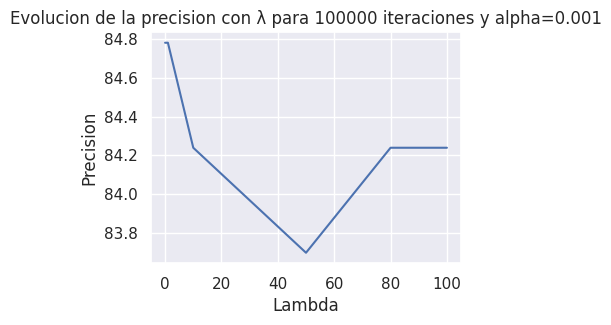 Evolucion de la precision con λ para 100000 iteraciones y alpha=0.001
84.8
84.6
84.4
84.2
84.0
83.8
Precision
0 20 40 60 80 100
Lambda